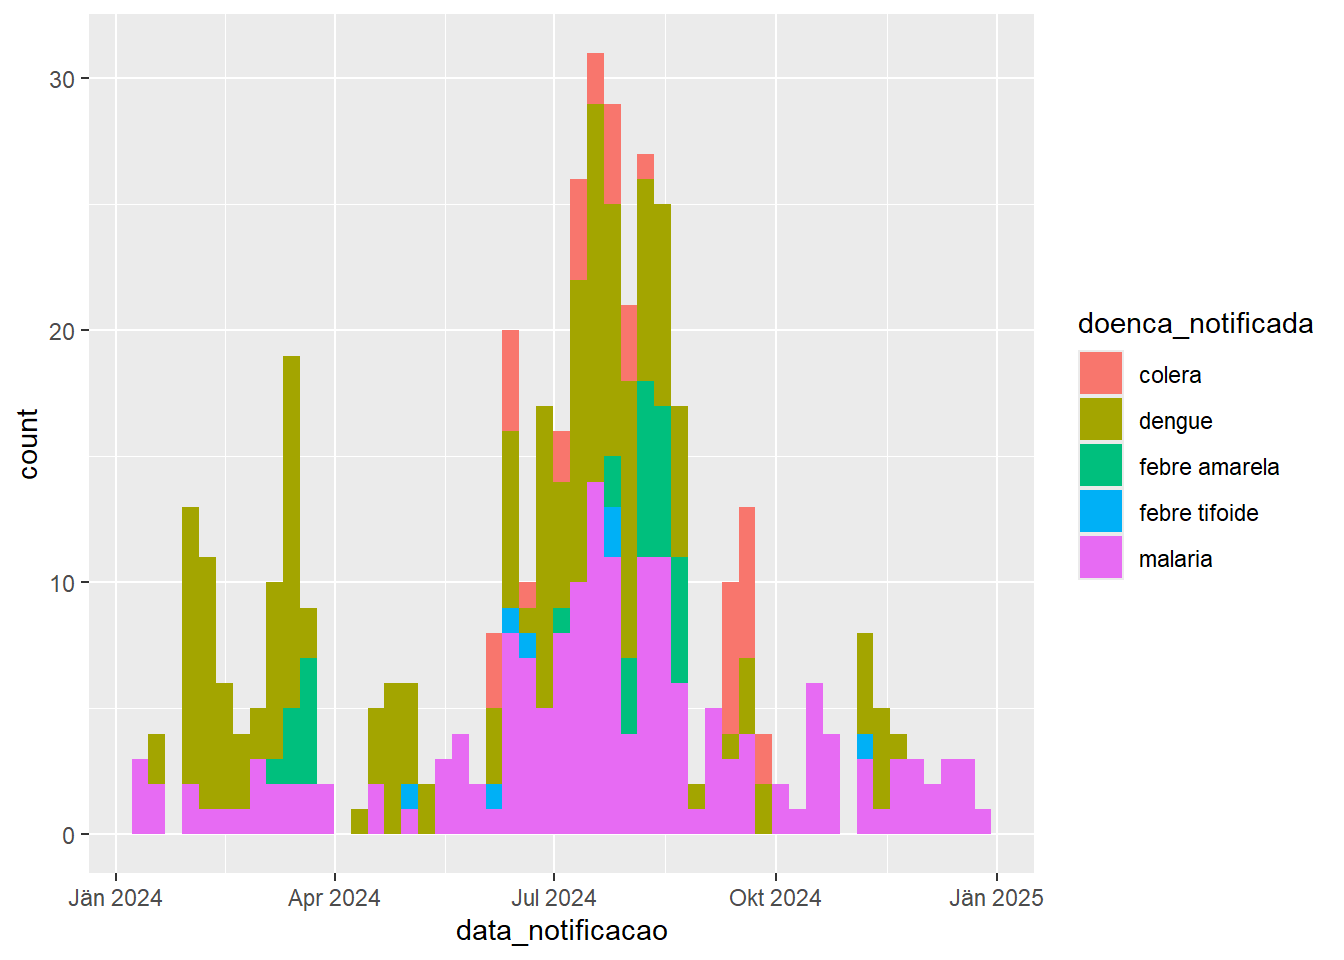 30
20
10
0
count
Jän 2024
Apr 2024
Jul 2024
Okt 2024
Jän 2025
data_notificacao
doenca_notificada
colera
dengue
febre amarela
febre tifoide
malaria